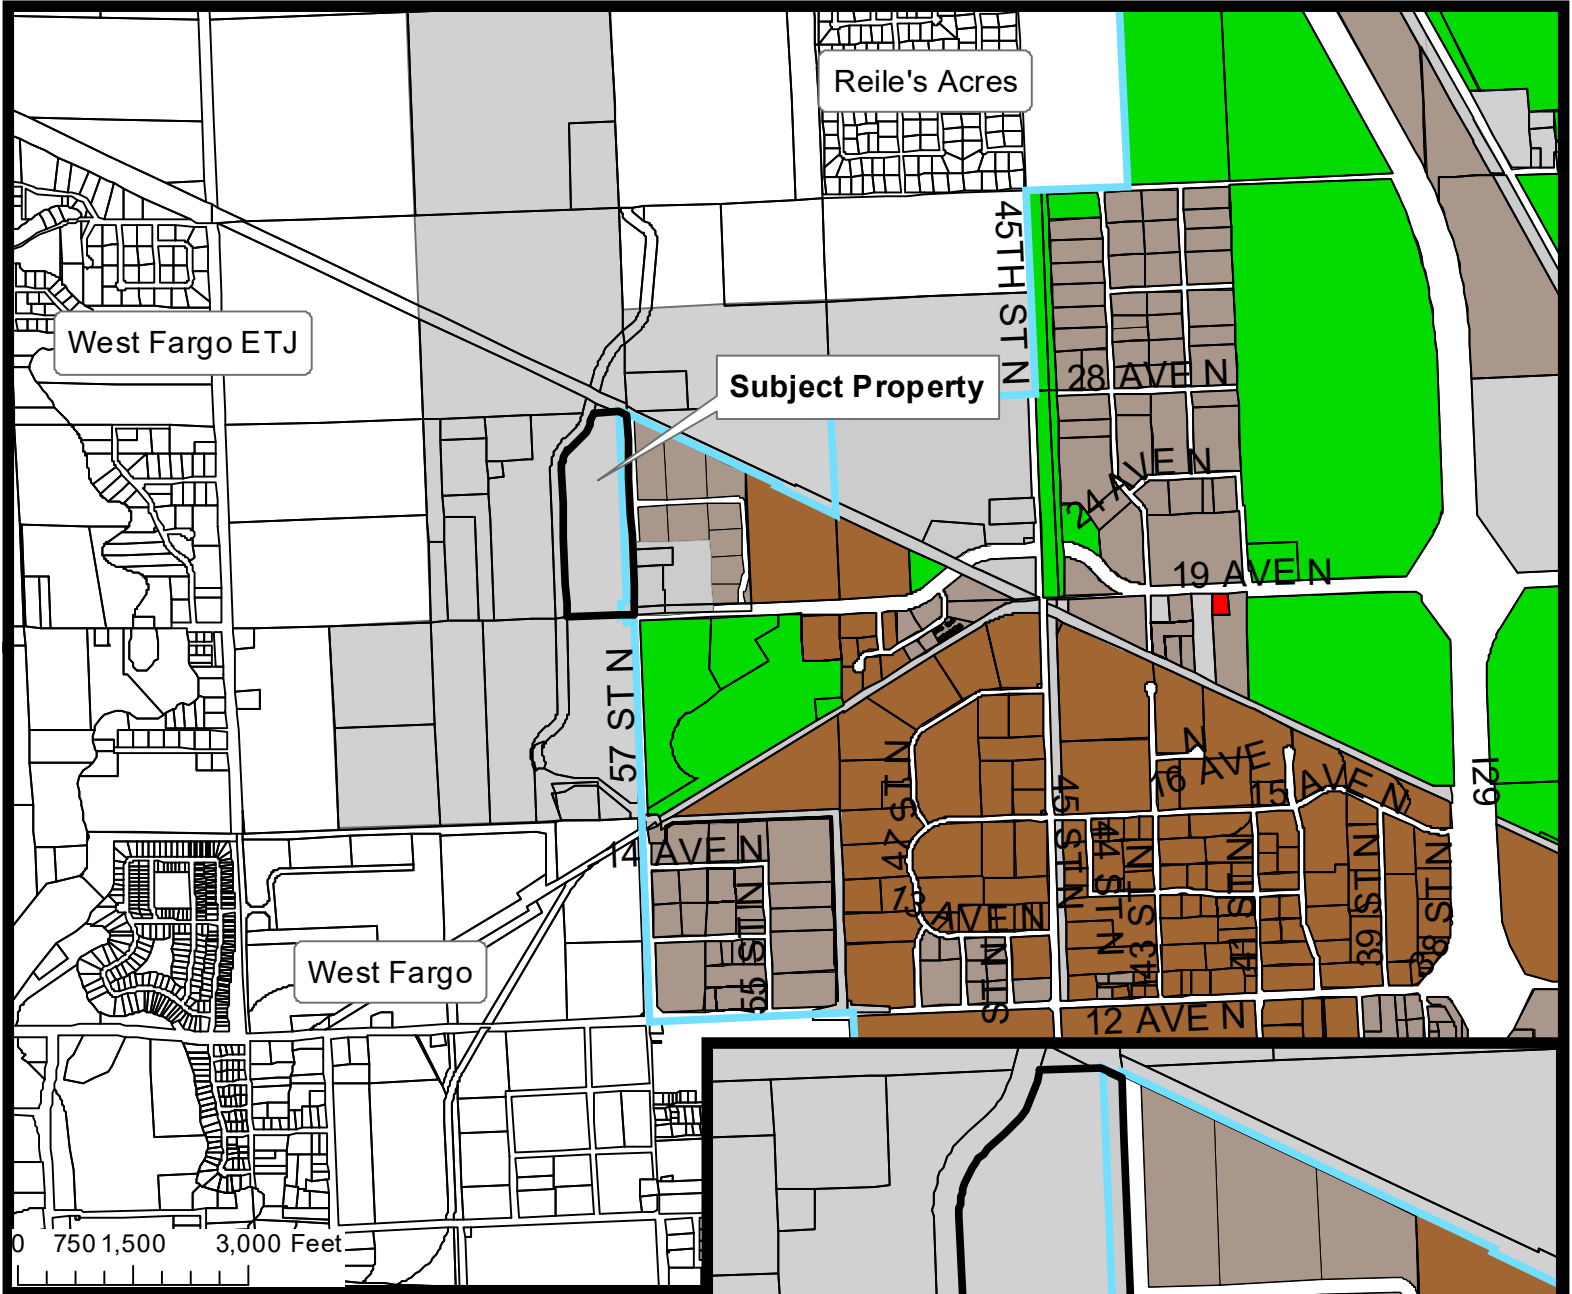 Reile's Acres
45TH ST N
West Fargo ETJ
28 AVE N
Subject Property
24 AVE N
19 AVE N
57 ST N
N
16 AVE
15 AVE N
I29
47 ST N
45 ST N
44 ST N
43 ST N
41 ST N
39 ST N
38 ST N
14 AVE N
13 AVE N
55 ST N
ST N
12 AVE N
West Fargo
0 750 1,500 3,000 Feet